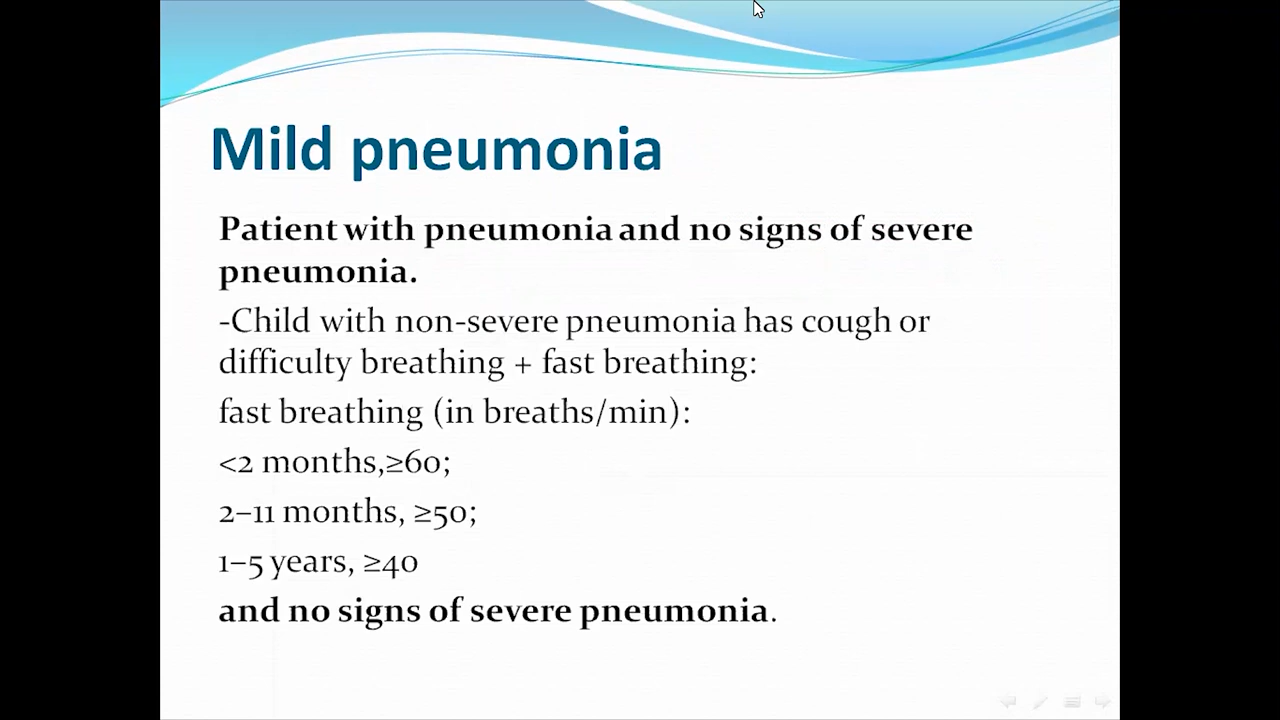 Mild pneumonia
Patient with pneumonia and no signs of severe
pneumonia.
-Child with non-severe pneumonia has cough or
difficulty breathing + fast breathing:
fast breathing (in breaths/min):
<2 months,≥60;
2–11 months, ≥50;
1–5 years, ≥40
and no signs of severe pneumonia.